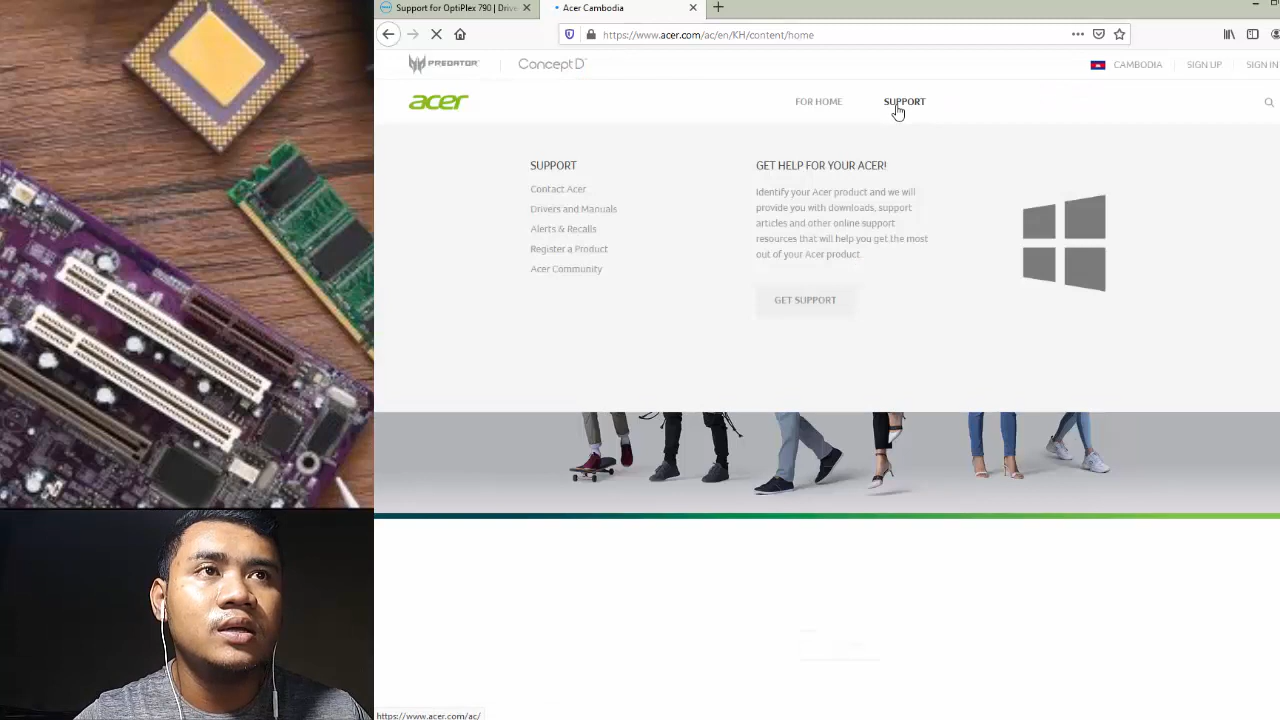 Support for OptiPlex 790 | Drive
Acer Cambodia
https://www.acer.com/ac/en/KH/content/home
PREDATOR
ConceptD
CAMBODIA
SIGN UP
SIGN IN
acer
FOR HOME
SUPPORT
SUPPORT
Contact Acer
Drivers and Manuals
Alerts & Recalls
Register a Product
Acer Community
GET HELP FOR YOUR ACER!
Identify your Acer product and we will
provide you with downloads, support
articles and other online support
resources that will help you get the most
out of your Acer product.
GET SUPPORT
https://www.acer.com/ac/